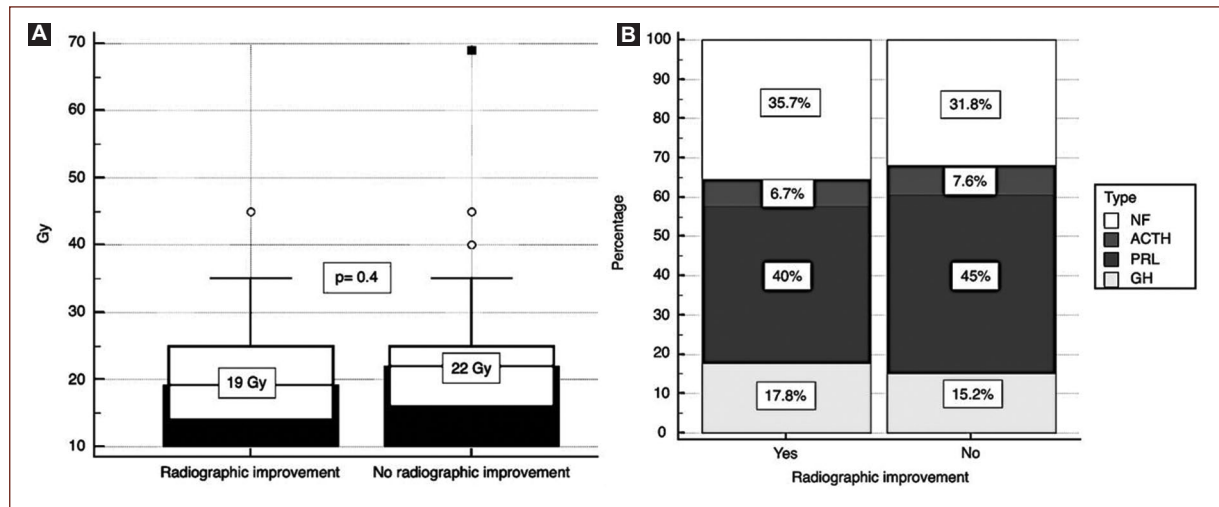 A
70
60
50
40
30
20
10
Gy
p= 0.4
19 Gy
22 Gy
Radiographic improvement
No radiographic improvement
B
100
90
80
70
60
50
40
30
20
10
0
Percentage
35.7%
31.8%
6.7%
7.6%
40%
45%
17.8%
15.2%
Yes
No
Radiographic improvement
Type
NF
ACTH
PRL
GH